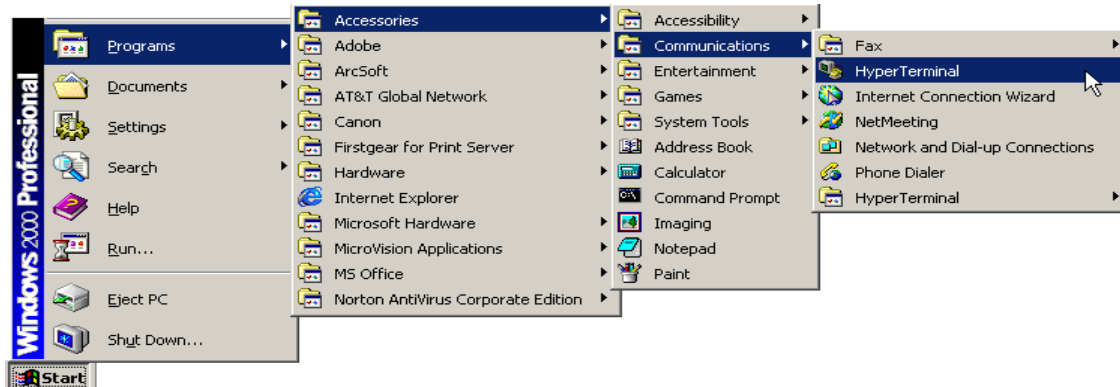 Windows 2000 Professional
Programs
Documents
Settings
Search
Help
Run...
Eject PC
Shut Down...
Start
Accessories
Adobe
ArcSoft
AT&T Global Network
Canon
Firstgear for Print Server
Hardware
Internet Explorer
Microsoft Hardware
MicroVision Applications
MS Office
Norton AntiVirus Corporate Edition
Accessibility
Communications
Entertainment
Games
System Tools
Address Book
Calculator
Command Prompt
Imaging
Notepad
Paint
Fax
HyperTerminal
Internet Connection Wizard
NetMeeting
Network and Dial-up Connections
Phone Dialer
HyperTerminal